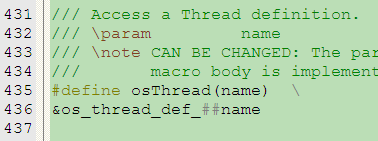 431 /// Access a Thread definition.
432 /// \param name
433 /// \note CAN BE CHANGED: The par
434 /// macro body is implement
435 #define osThread(name) \
436 &os_thread_def_##name
437